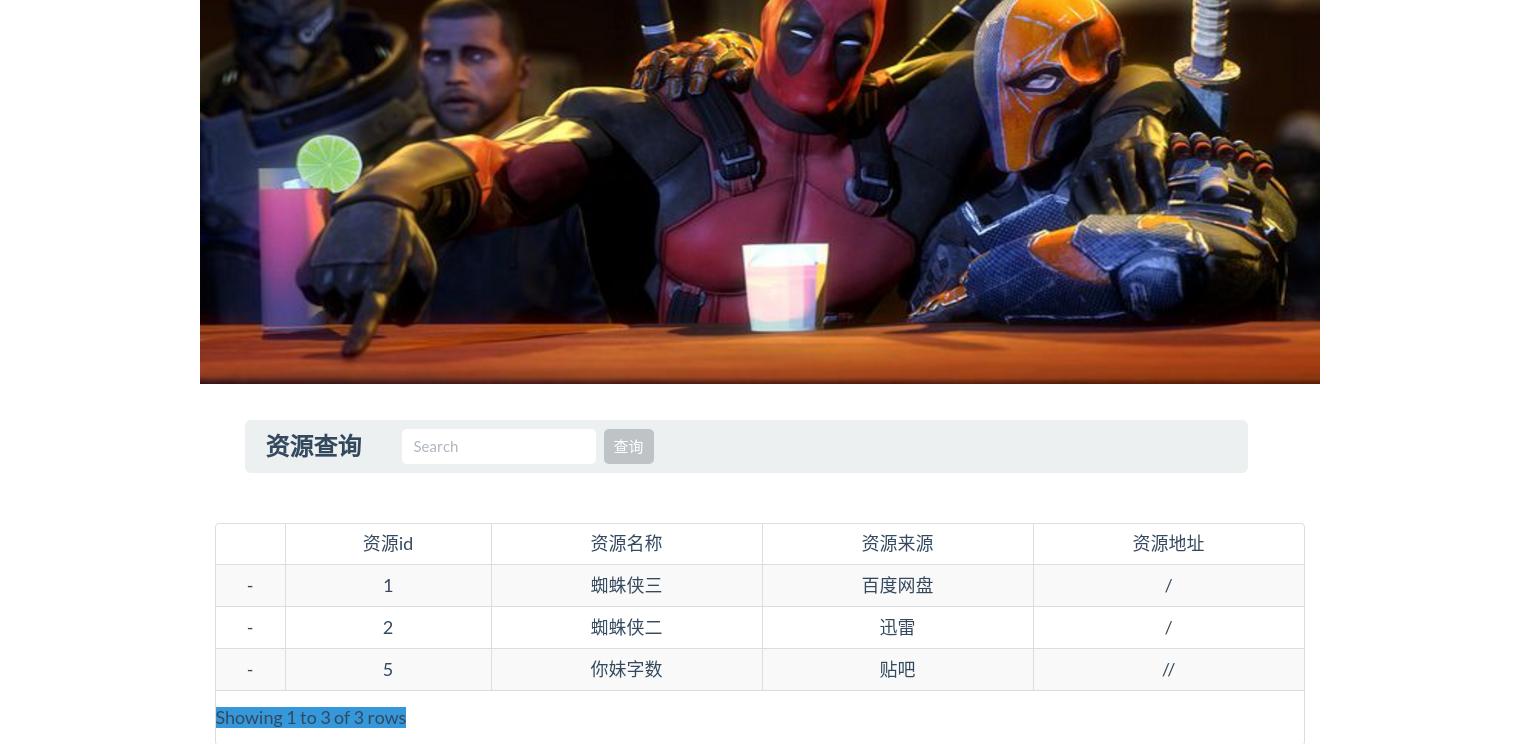 资源查询 Search 查询
资源id 资源名称 资源来源 资源地址
- 1 蜘蛛侠三 百度网盘 /
- 2 蜘蛛侠二 迅雷 /
- 5 你妹字数 贴吧 //
Showing 1 to 3 of 3 rows